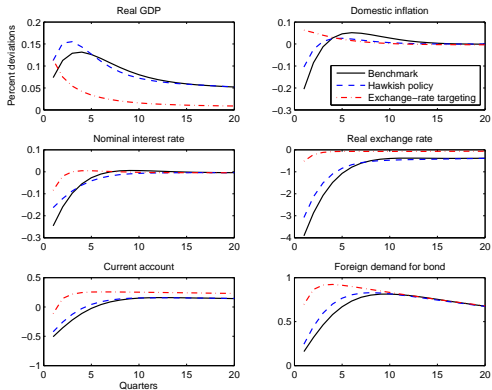 Real GDP
Domestic inflation
0.2
0.15
0.1
0.05
0
0 5 10 15 20
Percent deviations
0.1
0
−0.1
−0.2
−0.3
0 5 10 15 20
Benchmark
Hawkish policy
Exchange−rate targeting
Nominal interest rate
Real exchange rate
0.1
0
−0.1
−0.2
−0.3
0 5 10 15 20
0
−1
−2
−3
−4
0 5 10 15 20
Current account
Foreign demand for bond
0.5
0
−0.5
−1
0 5 10 15 20
Quarters
1
0.5
0
0 5 10 15 20